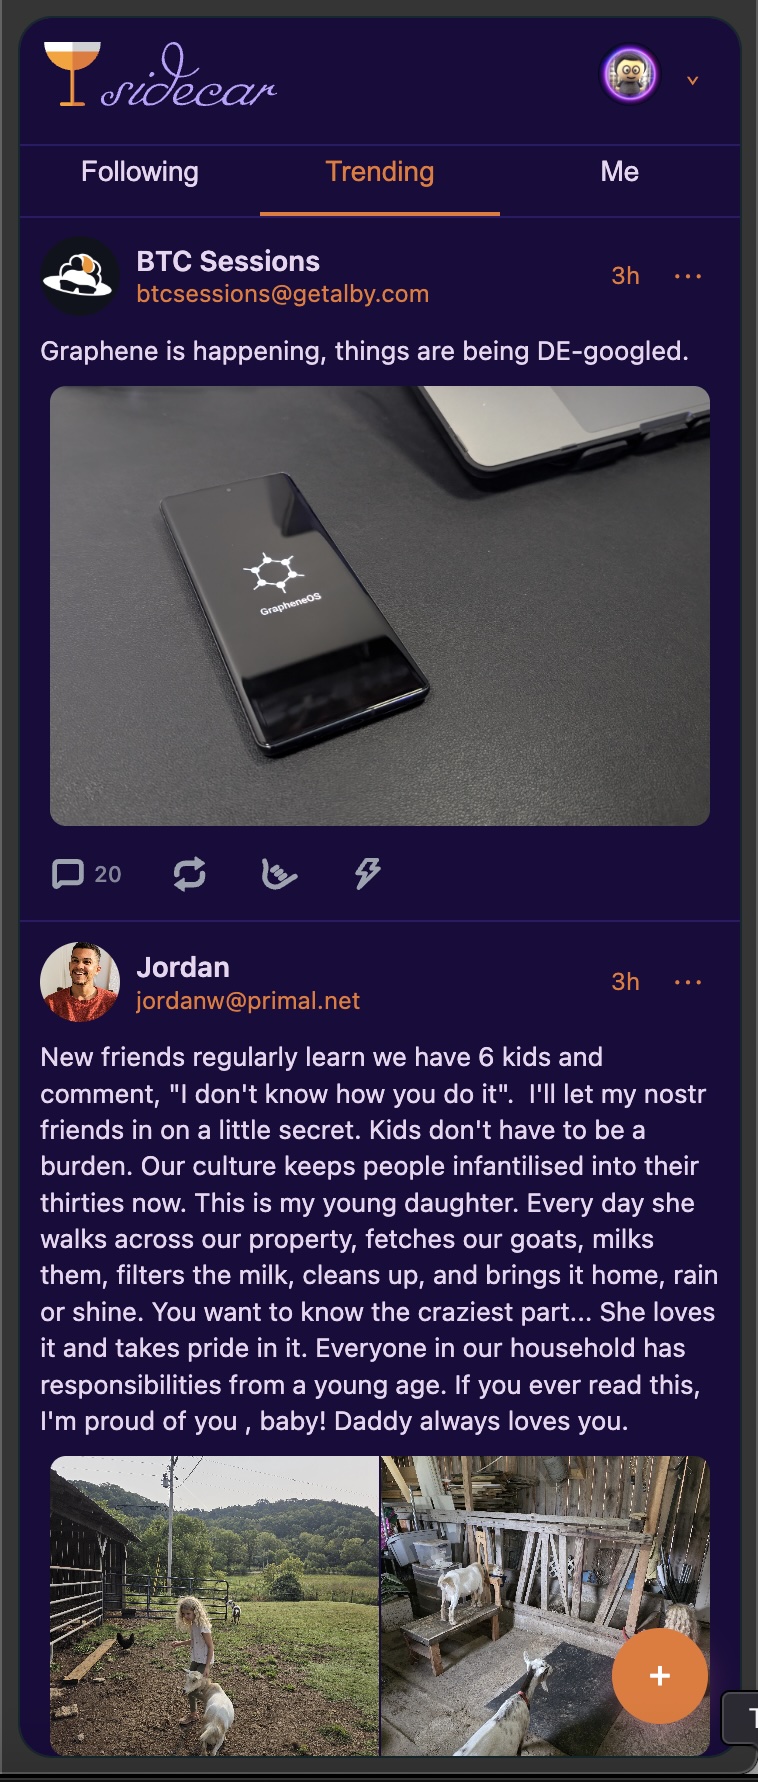 sidecar
Following Trending Me
BTC Sessions
btcsessions@getalby.com
3h
Graphene is happening, things are being DE-googled.
GrapheneOS
20
Jordan
jordanw@primal.net
3h
New friends regularly learn we have 6 kids and
comment, "I don't know how you do it".  I'll let my nostr
friends in on a little secret. Kids don't have to be a
burden. Our culture keeps people infantilised into their
thirties now. This is my young daughter. Every day she
walks across our property, fetches our goats, milks
them, filters the milk, cleans up, and brings it home, rain
or shine. You want to know the craziest part... She loves
it and takes pride in it. Everyone in our household has
responsibilities from a young age. If you ever read this,
I'm proud of you , baby! Daddy always loves you.
+